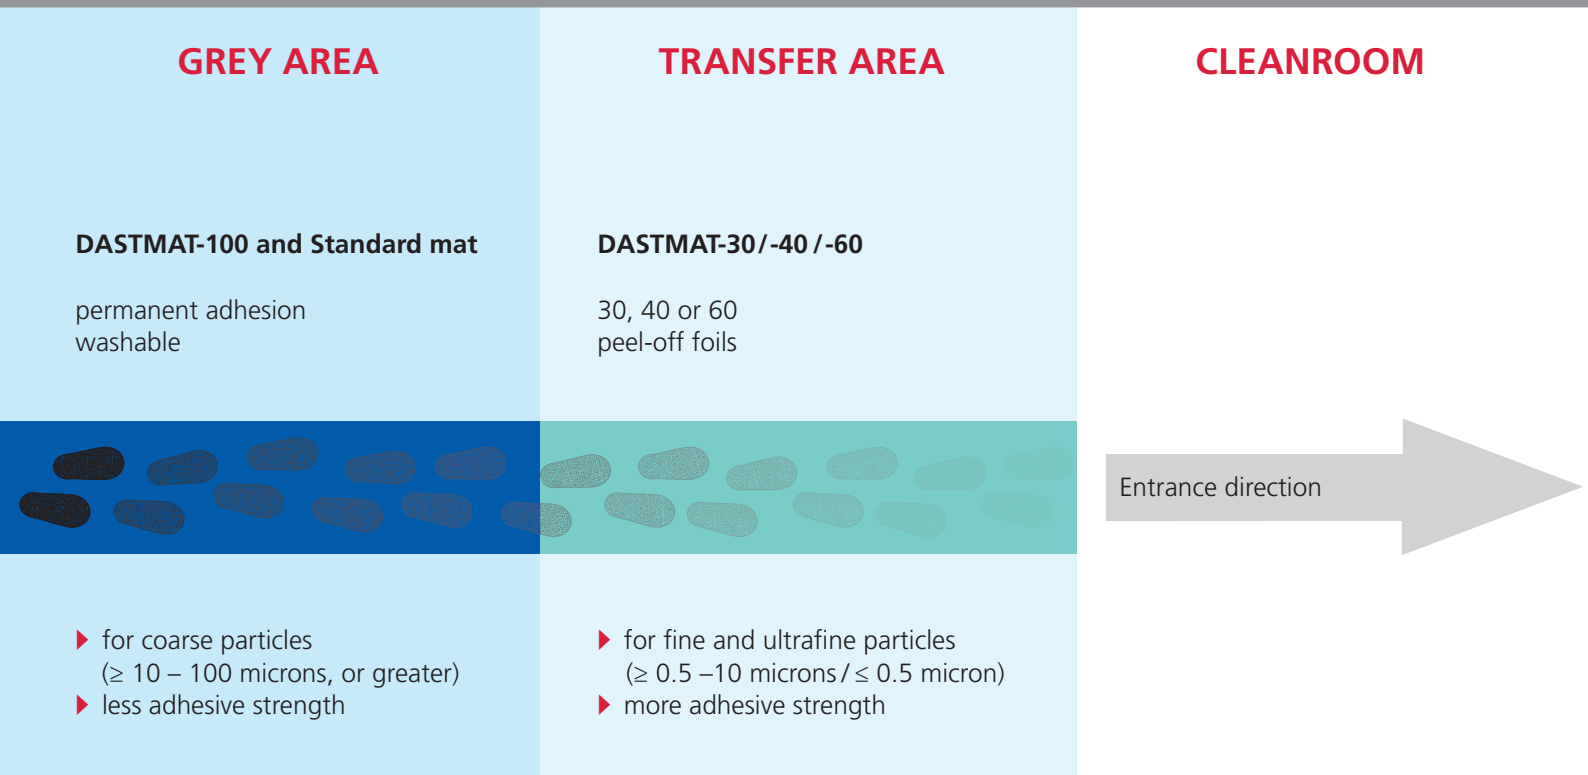 GREY AREA
TRANSFER AREA
CLEANROOM
DASTMAT-100 and Standard mat
permanent adhesion
washable
DASTMAT-30/-40/-60
30, 40 or 60
peel-off foils
Entrance direction
for coarse particles
(≥ 10 – 100 microns, or greater)
less adhesive strength
for fine and ultrafine particles
(≥ 0.5 –10 microns/≤ 0.5 micron)
more adhesive strength